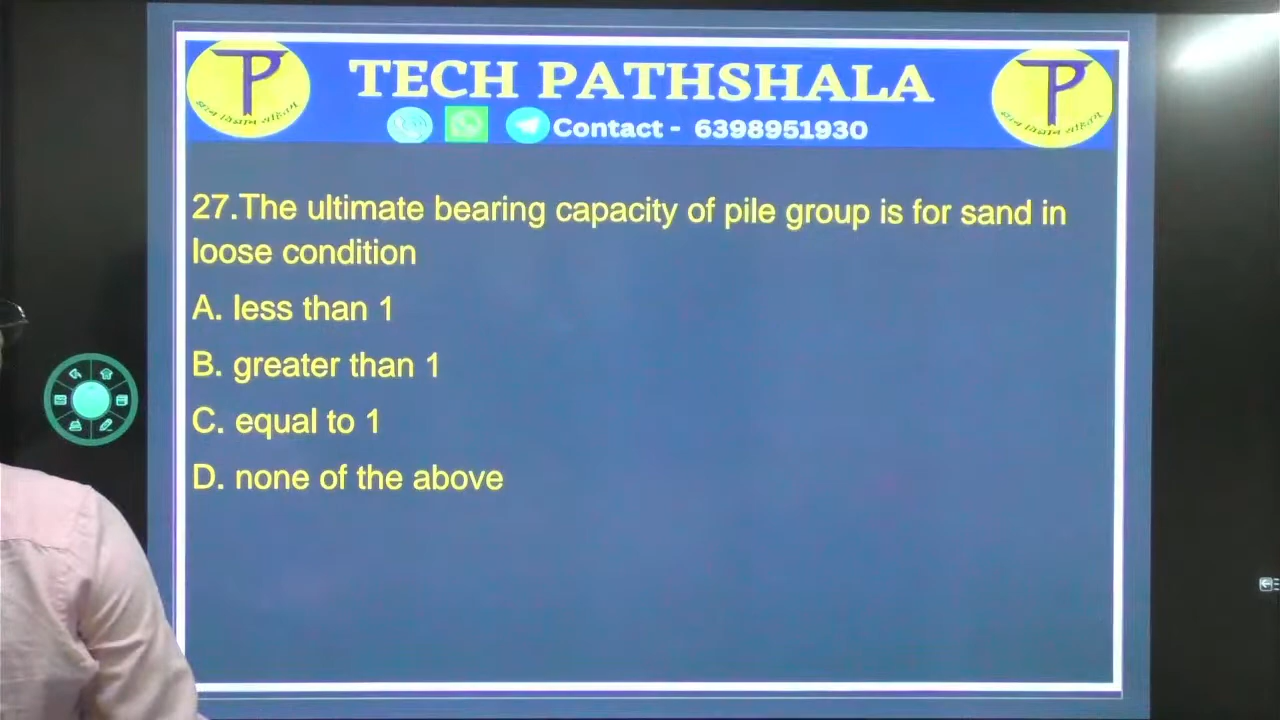 TECH PATHSHALA
Contact - 6398951930
27.The ultimate bearing capacity of pile group is for sand in
loose condition
A. less than 1
B. greater than 1
C. equal to 1
D. none of the above